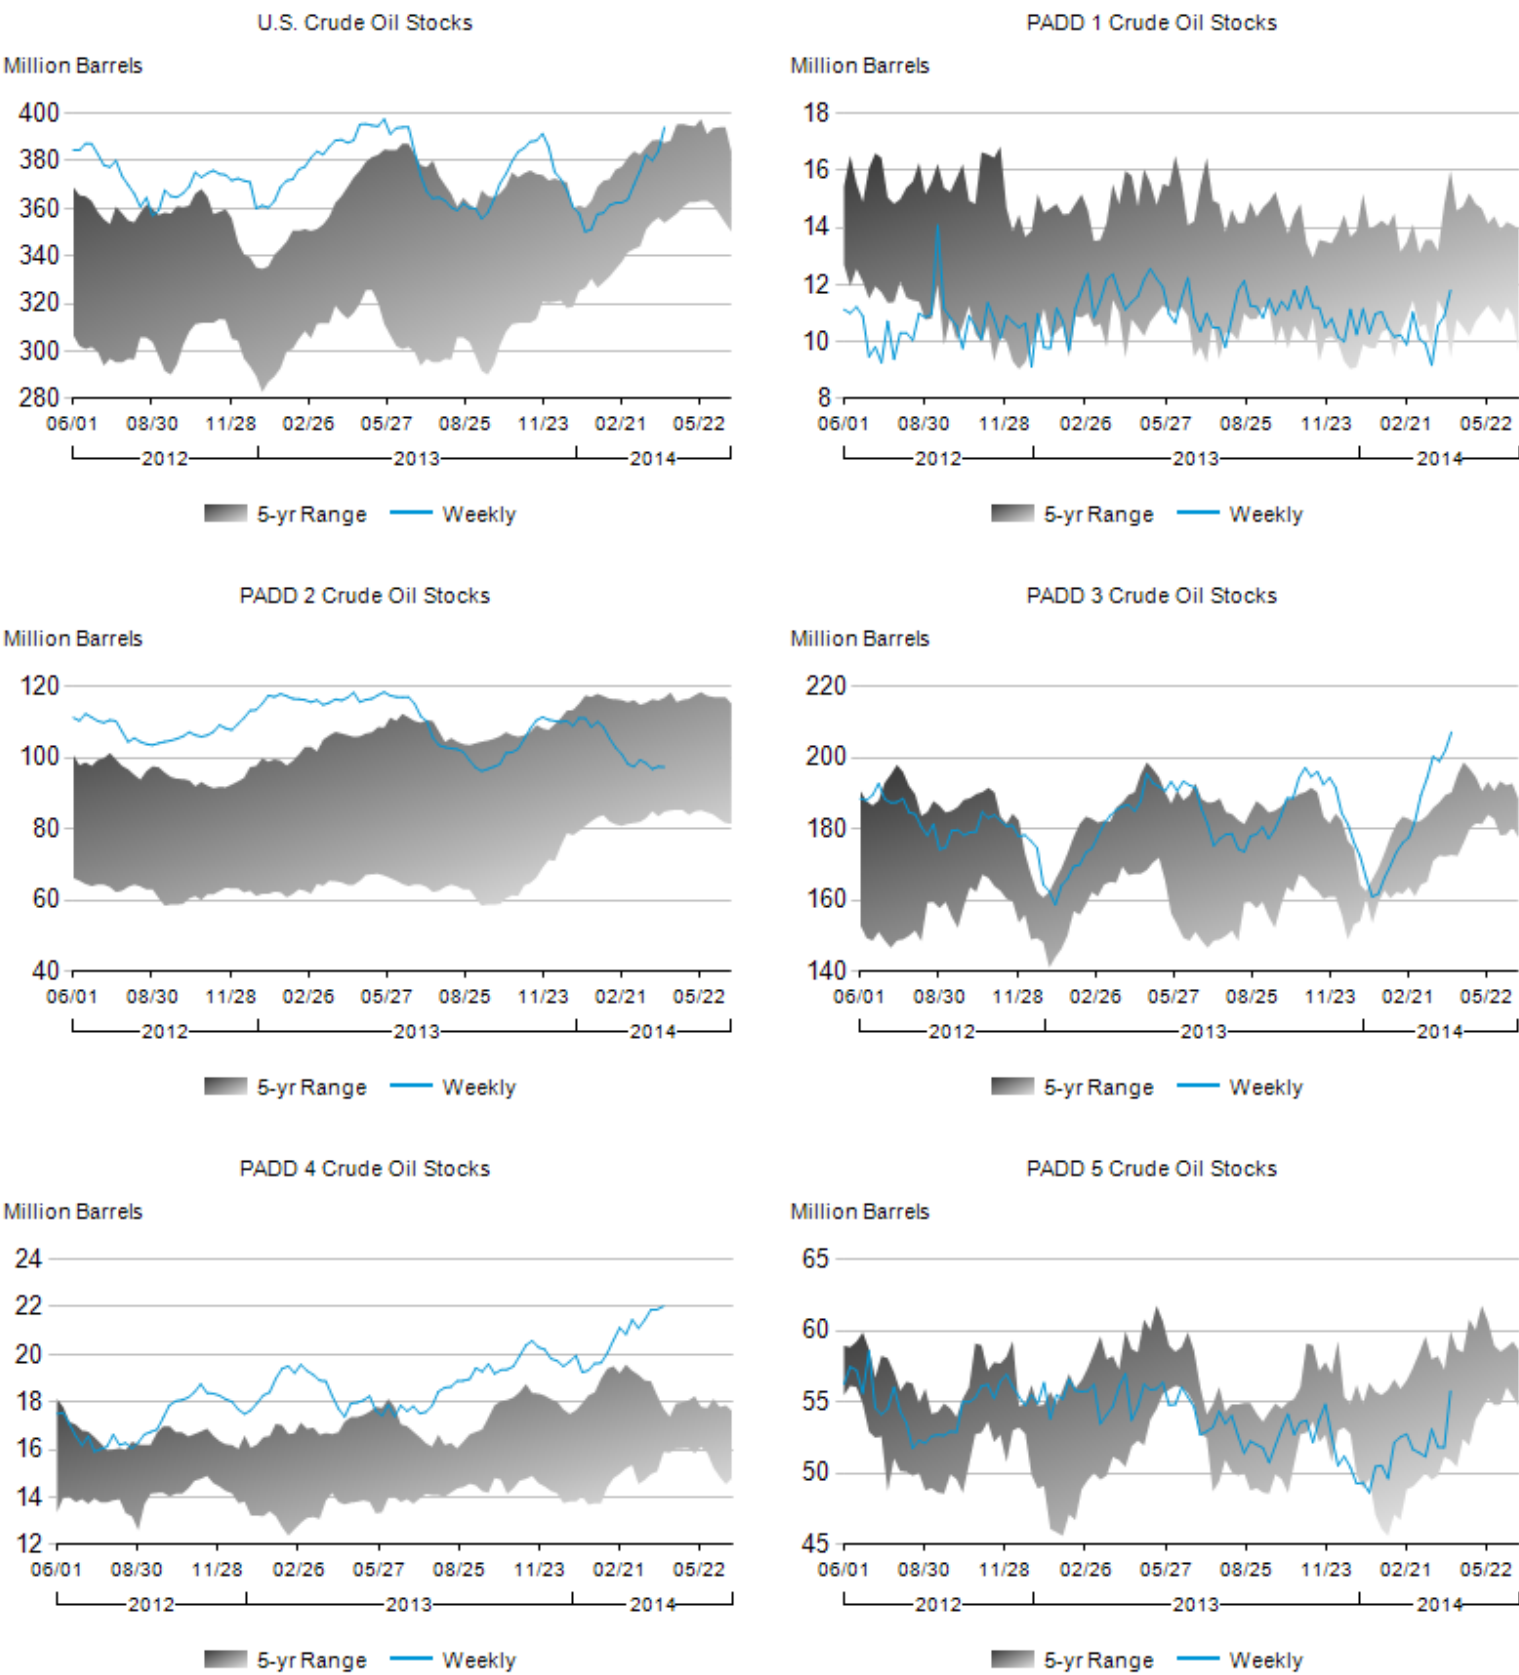 U.S. Crude Oil Stocks
Million Barrels
400
380
360
340
320
300
280
06/01 08/30 11/28 02/26 05/27 08/25 11/23 02/21 05/22
2012 2013 2014
5-yr Range Weekly
PADD 1 Crude Oil Stocks
Million Barrels
18
16
14
12
10
8
06/01 08/30 11/28 02/26 05/27 08/25 11/23 02/21 05/22
2012 2013 2014
5-yr Range Weekly
PADD 2 Crude Oil Stocks
Million Barrels
120
100
80
60
40
06/01 08/30 11/28 02/26 05/27 08/25 11/23 02/21 05/22
2012 2013 2014
5-yr Range Weekly
PADD 3 Crude Oil Stocks
Million Barrels
220
200
180
160
140
06/01 08/30 11/28 02/26 05/27 08/25 11/23 02/21 05/22
2012 2013 2014
5-yr Range Weekly
PADD 4 Crude Oil Stocks
Million Barrels
24
22
20
18
16
14
12
06/01 08/30 11/28 02/26 05/27 08/25 11/23 02/21 05/22
2012 2013 2014
5-yr Range Weekly
PADD 5 Crude Oil Stocks
Million Barrels
65
60
55
50
45
06/01 08/30 11/28 02/26 05/27 08/25 11/23 02/21 05/22
2012 2013 2014
5-yr Range Weekly